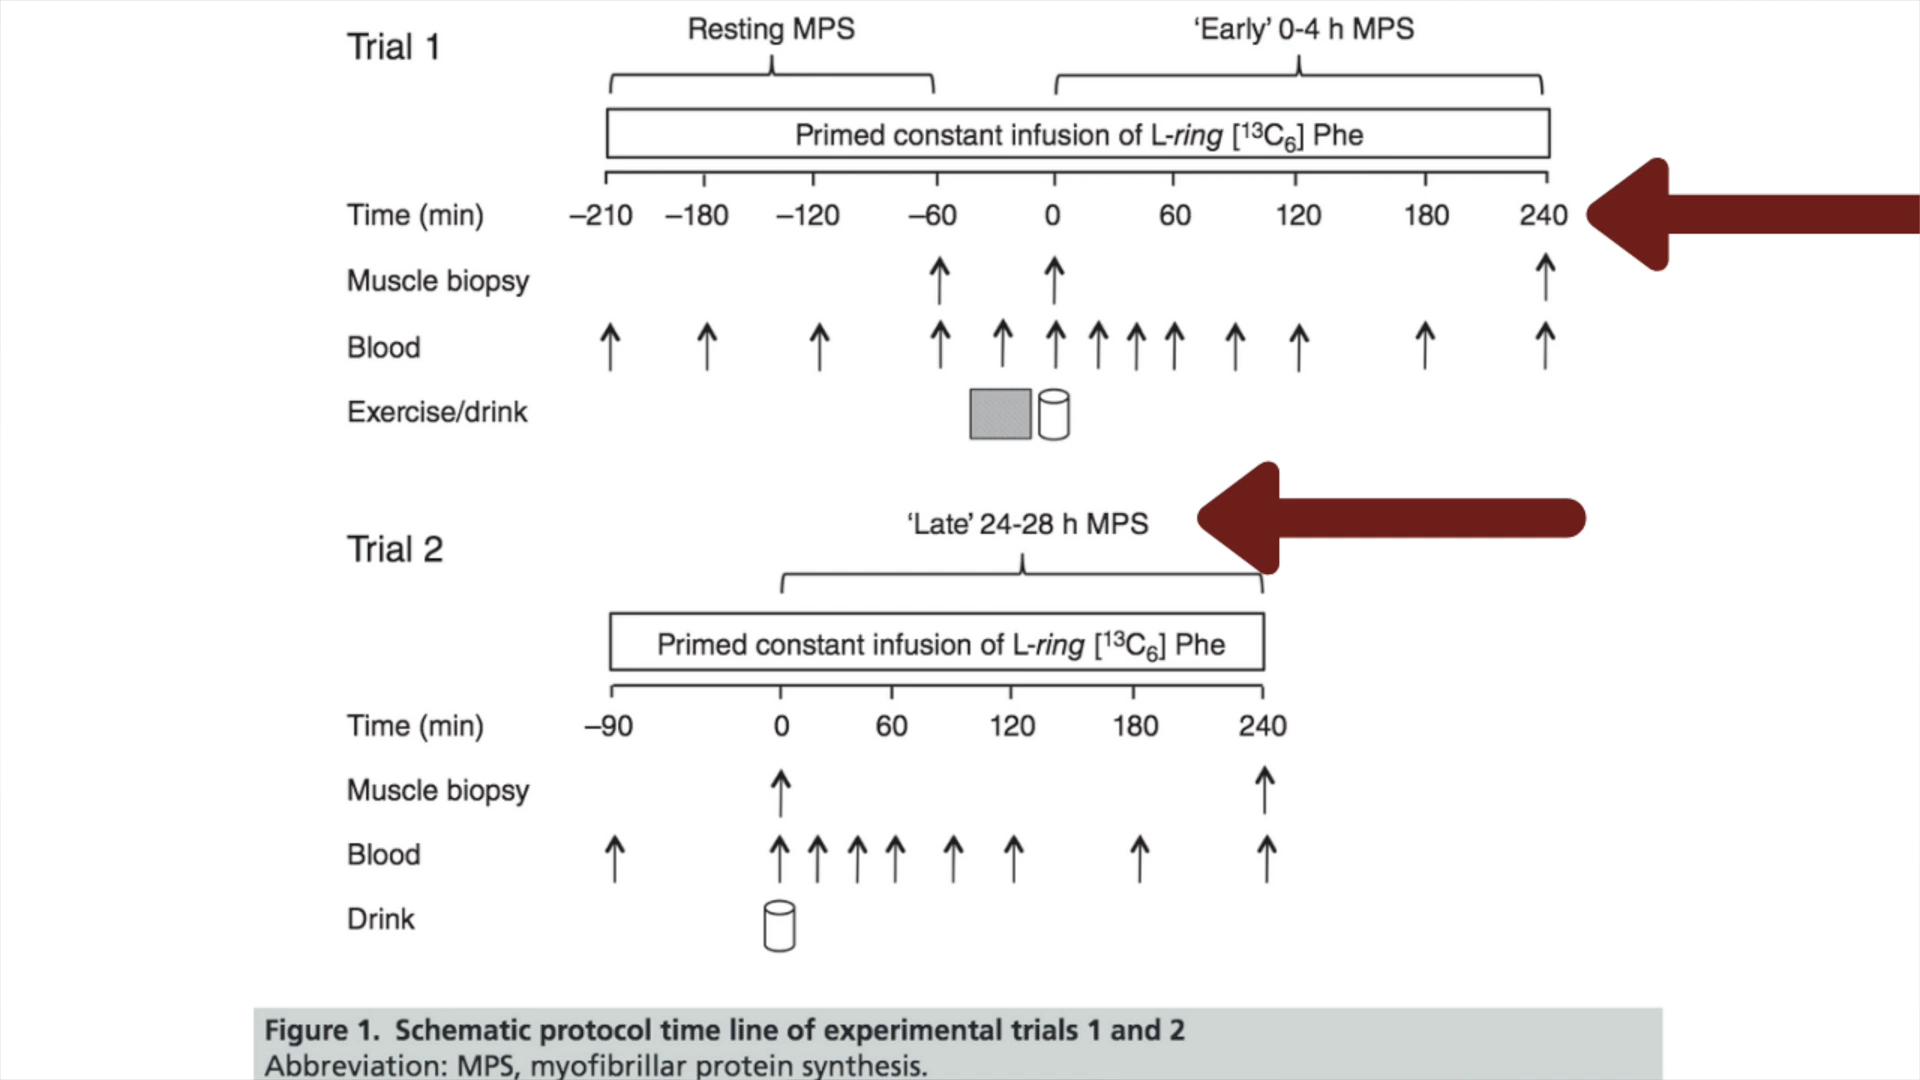 Trial 1
Resting MPS
‘Early’ 0-4 h MPS
Primed constant infusion of L-ring [¹³C₆] Phe
Time (min) –210 –180 –120 –60 0 60 120 180 240
Muscle biopsy
Blood
Exercise/drink
Trial 2
‘Late’ 24-28 h MPS
Primed constant infusion of L-ring [¹³C₆] Phe
Time (min) –90 0 60 120 180 240
Muscle biopsy
Blood
Drink
Figure 1. Schematic protocol time line of experimental trials 1 and 2
Abbreviation: MPS, myofibrillar protein synthesis.